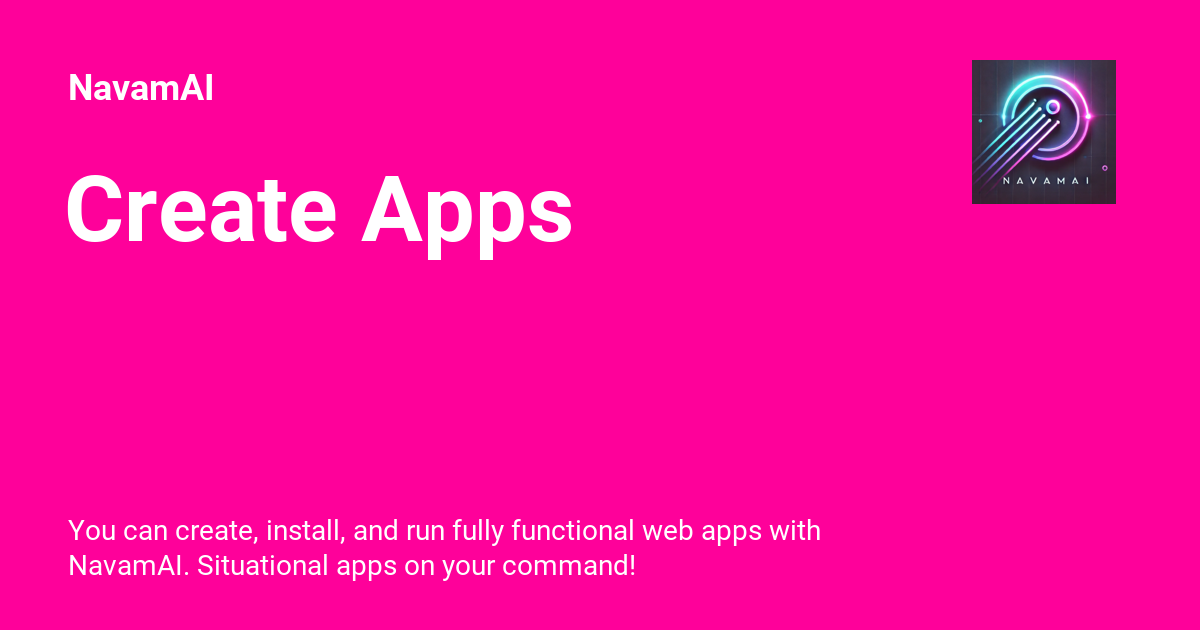 NavamAI
NAVAMAI
Create Apps
You can create, install, and run fully functional web apps with
NavamAI. Situational apps on your command!